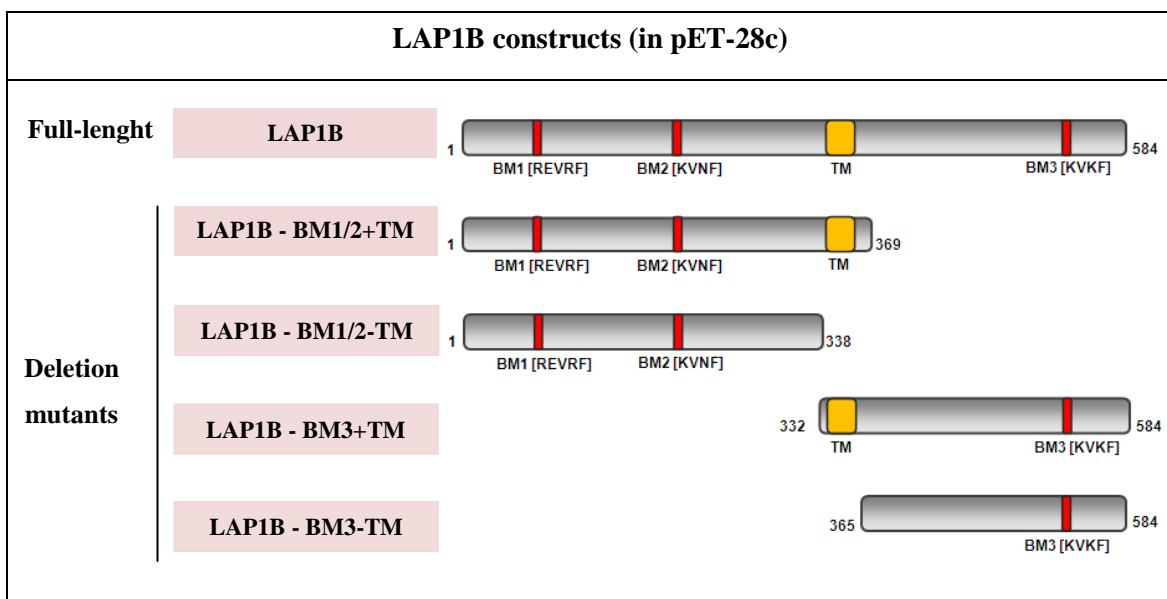 LAP1B constructs (in pET-28c)
Full-lenght
LAP1B
1
584
BM1 [REVRF]
BM2 [KVNF]
TM
BM3 [KVKF]
Deletion
mutants
LAP1B - BM1/2+TM
1
369
BM1 [REVRF]
BM2 [KVNF]
TM
LAP1B - BM1/2-TM
1
338
BM1 [REVRF]
BM2 [KVNF]
LAP1B - BM3+TM
332
584
TM
BM3 [KVKF]
LAP1B - BM3-TM
365
584
BM3 [KVKF]